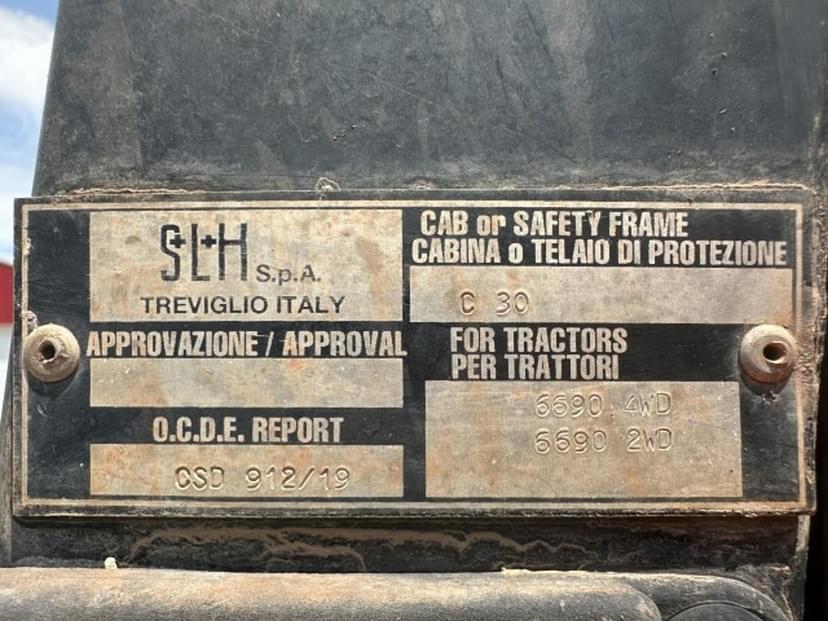 S+L+H S.p.A.
TREVIGLIO ITALY
CAB or SAFETY FRAME
CABINA o TELAIO DI PROTEZIONE
C 30
APPROVAZIONE / APPROVAL
FOR TRACTORS
PER TRATTORI
6690 4WD
6690 2WD
O.C.D.E. REPORT
CSD 912/19